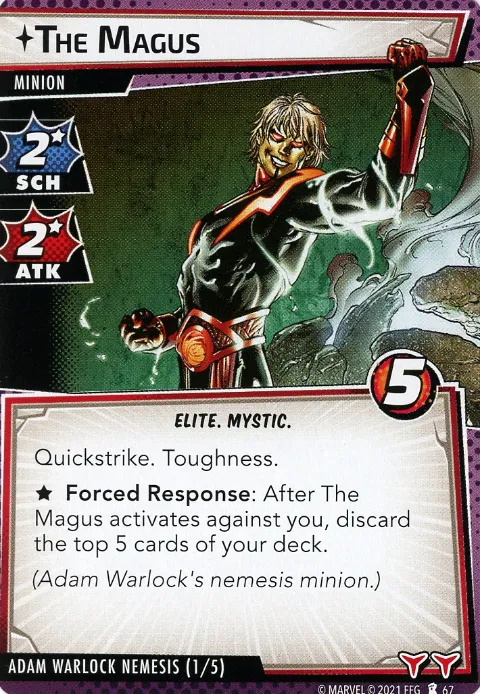 The Magus
MINION
2★
SCH
2★
ATK
5
ELITE. MYSTIC.
Quickstrike. Toughness.
★ Forced Response: After The
Magus activates against you, discard
the top 5 cards of your deck.
(Adam Warlock's nemesis minion.)
ADAM WARLOCK NEMESIS (1/5)
© MARVEL © 2021 FFG 67